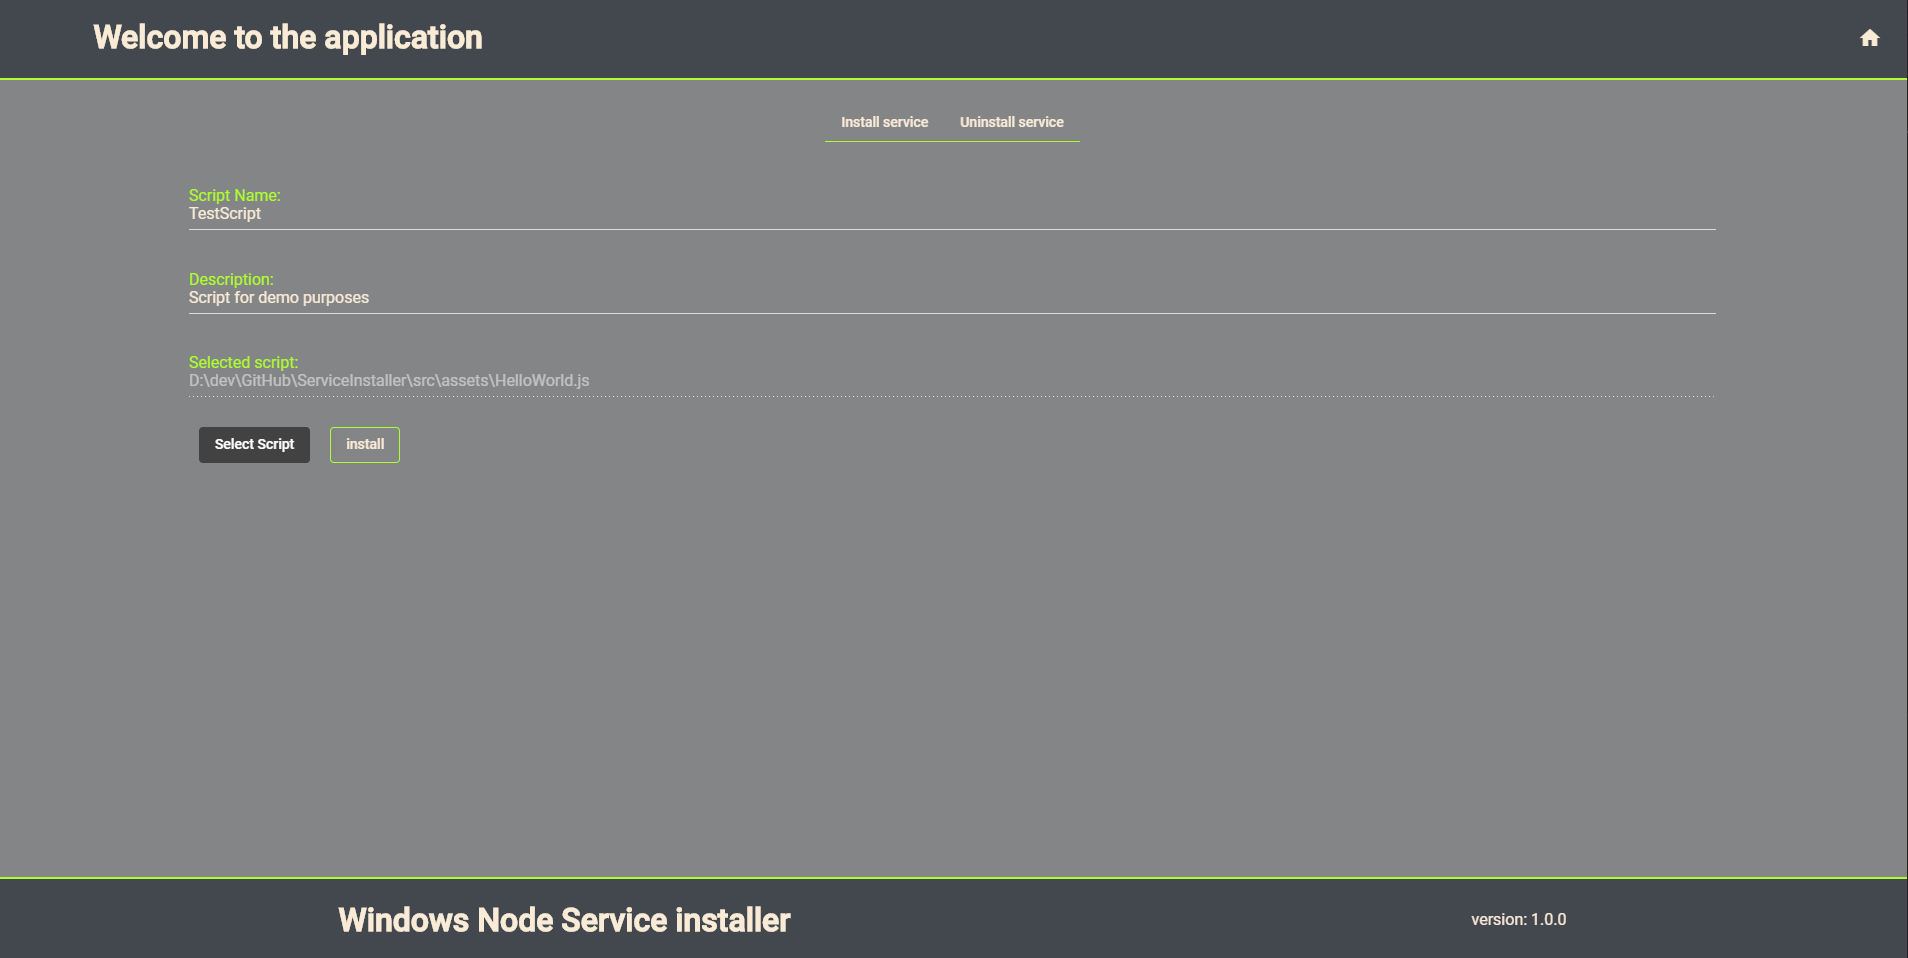 Welcome to the application
Install service Uninstall service
Script Name:
TestScript
Description:
Script for demo purposes
Selected script:
D:\dev\GitHub\ServiceInstaller\src\assets\HelloWorld.js
Select Script install
Windows Node Service installer version: 1.0.0